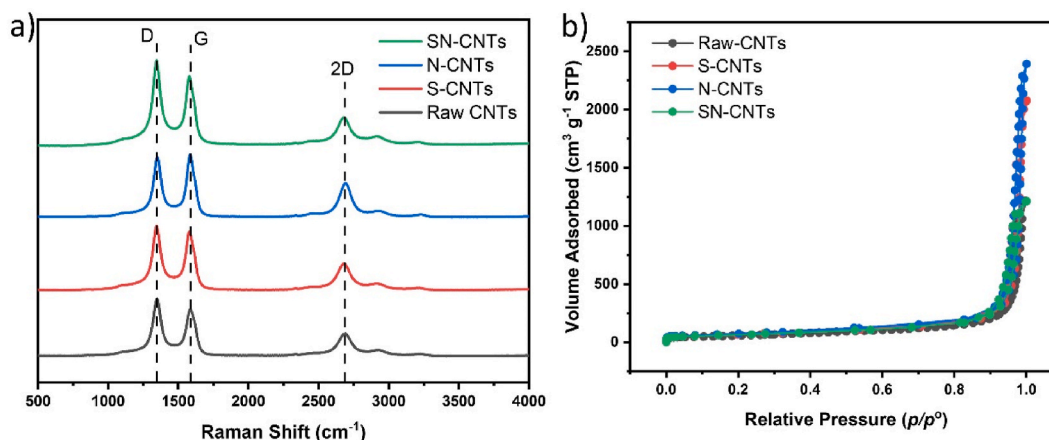 a)
D
G
2D
SN-CNTs
N-CNTs
S-CNTs
Raw CNTs
500 1000 1500 2000 2500 3000 3500 4000
Raman Shift (cm⁻¹)
b)
2500
2000
1500
1000
500
0
Volume Adsorbed (cm³ g⁻¹ STP)
Raw-CNTs
S-CNTs
N-CNTs
SN-CNTs
0.0 0.2 0.4 0.6 0.8 1.0
Relative Pressure (p/pᵒ)